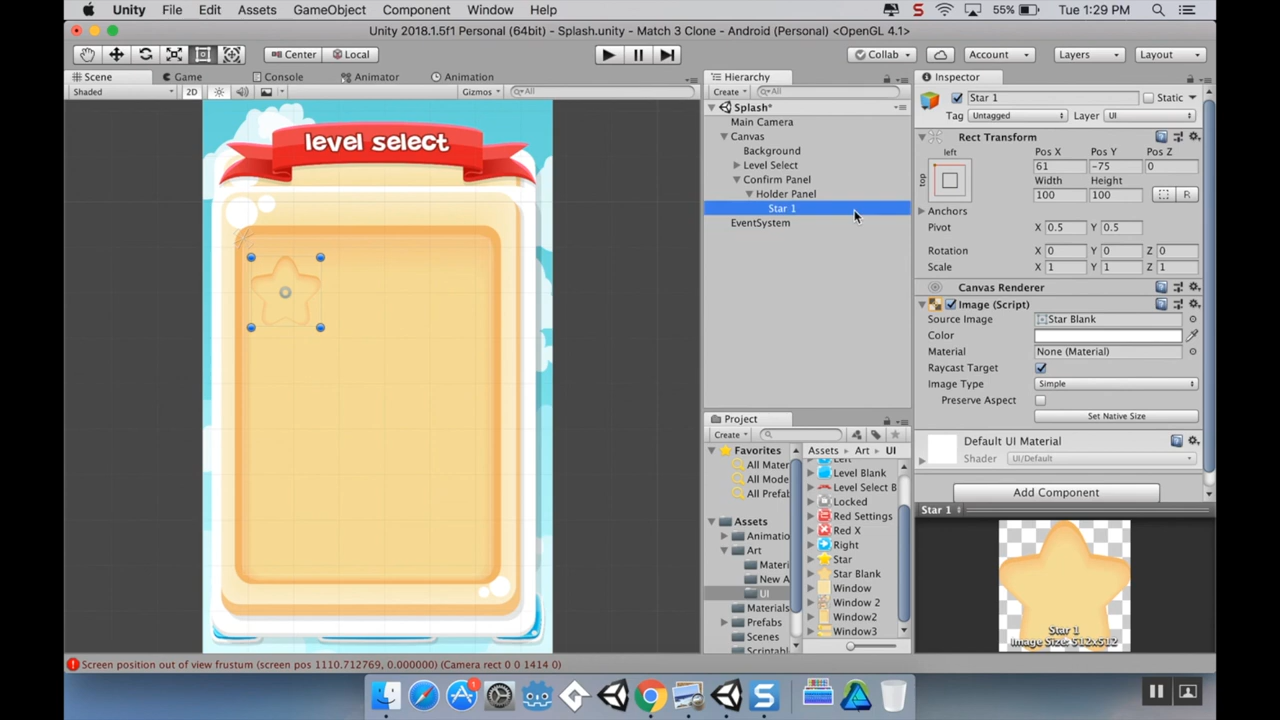 Unity File Edit Assets GameObject Component Window Help 55% Tue 1:29 PM
Unity 2018.1.5f1 Personal (64bit) - Splash.unity - Match 3 Clone - Android (Personal) <OpenGL 4.1>
Center Local Collab Account Layers Layout
Scene Game Console Animator Animation
Shaded 2D Gizmos All
level select
Hierarchy
Create All
Splash*
Main Camera
Canvas
Background
Level Select
Confirm Panel
Holder Panel
Star 1
EventSystem
Project
Create
Favorites
All Mater
All Mode
All Prefab
Assets
Animatio
Art
Materi
New A
UI
Materials
Prefabs
Scenes
Scriptabl
Assets Art UI
Left
Level Blank
Level Select B
Locked
Red Settings
Red X
Right
Star
Star Blank
Window
Window 2
Window2
Window3
Inspector
Star 1 Static
Tag Untagged Layer UI
Rect Transform
left Pos X Pos Y Pos Z
top 61 -75 0
Width Height
100 100 R
Anchors
Pivot X 0.5 Y 0.5
Rotation X 0 Y 0 Z 0
Scale X 1 Y 1 Z 1
Canvas Renderer
Image (Script)
Source Image Star Blank
Color
Material None (Material)
Raycast Target
Image Type Simple
Preserve Aspect
Set Native Size
Default UI Material
Shader UI/Default
Add Component
Star 1
Star 1
Image Size: 512x512
Screen position out of view frustum (screen pos 1110.712769, 0.000000) (Camera rect 0 0 1414 0)
1